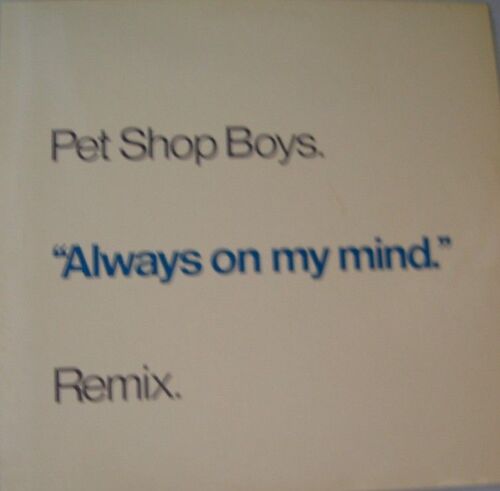 Pet Shop Boys.
“Always on my mind.”
Remix.